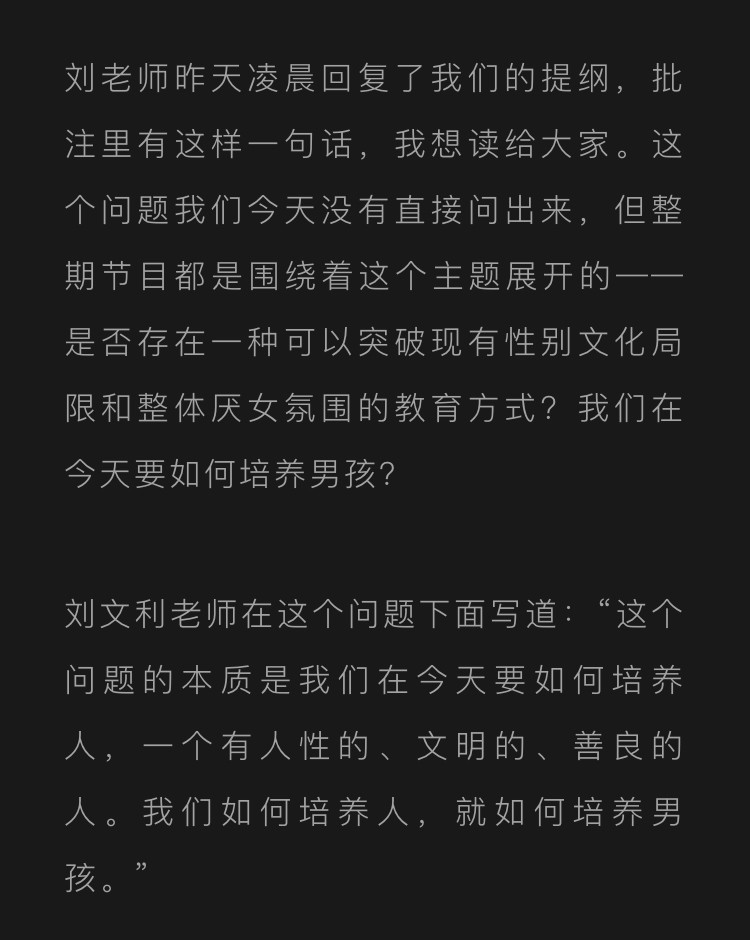 刘老师昨天凌晨回复了我们的提纲，批
注里有这样一句话，我想读给大家。这
个问题我们今天没有直接问出来，但整
期节目都是围绕着这个主题展开的——
是否存在一种可以突破现有性别文化局
限和整体厌女氛围的教育方式？我们在
今天要如何培养男孩？
刘文利老师在这个问题下面写道：“这个
问题的本质是我们在今天要如何培养
人，一个有人性的、文明的、善良的
人。我们如何培养人，就如何培养男
孩。”